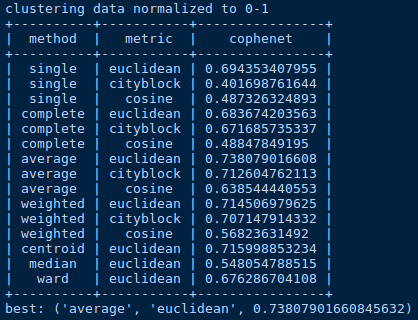 clustering data normalized to 0-1
+----------+-----------+----------------+
|  method  |   metric  |    cophenet    |
+----------+-----------+----------------+
|  single  | euclidean | 0.694353407955 |
|  single  | cityblock | 0.401698761644 |
|  single  |   cosine  | 0.487326324893 |
| complete | euclidean | 0.683674203563 |
| complete | cityblock | 0.671685735337 |
| complete |   cosine  | 0.48847849195  |
| average  | euclidean | 0.738079016608 |
| average  | cityblock | 0.712604762113 |
| average  |   cosine  | 0.638544440553 |
| weighted | euclidean | 0.714506979625 |
| weighted | cityblock | 0.707147914332 |
| weighted |   cosine  | 0.56823631492  |
| centroid | euclidean | 0.715998853234 |
|  median  | euclidean | 0.548054788515 |
|   ward   | euclidean | 0.676286704108 |
+----------+-----------+----------------+
best: ('average', 'euclidean', 0.73807901660845632)